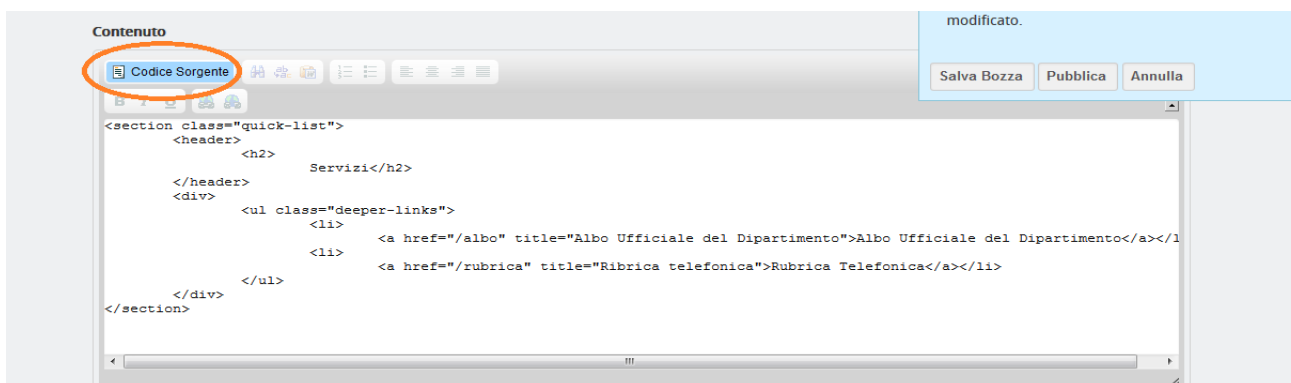 modificato.
Contenuto
Codice Sorgente
Salva Bozza Pubblica Annulla
B I U
<section class="quick-list">
<header>
<h2>
Servizi</h2>
</header>
<div>
<ul class="deeper-links">
<li>
<a href="/albo" title="Albo Ufficiale del Dipartimento">Albo Ufficiale del Dipartimento</a></l
<li>
<a href="/rubrica" title="Ribrica telefonica">Rubrica Telefonica</a></li>
</ul>
</div>
</section>